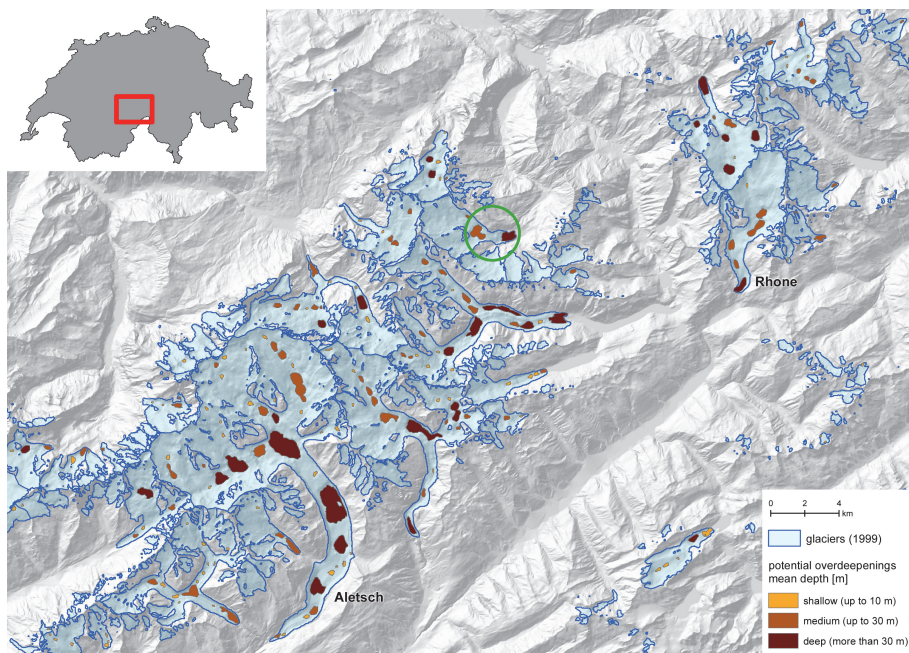 Rhone
Aletsch
0 2 4
km
glaciers (1999)
potential overdeepenings
mean depth [m]
shallow (up to 10 m)
medium (up to 30 m)
deep (more than 30 m)